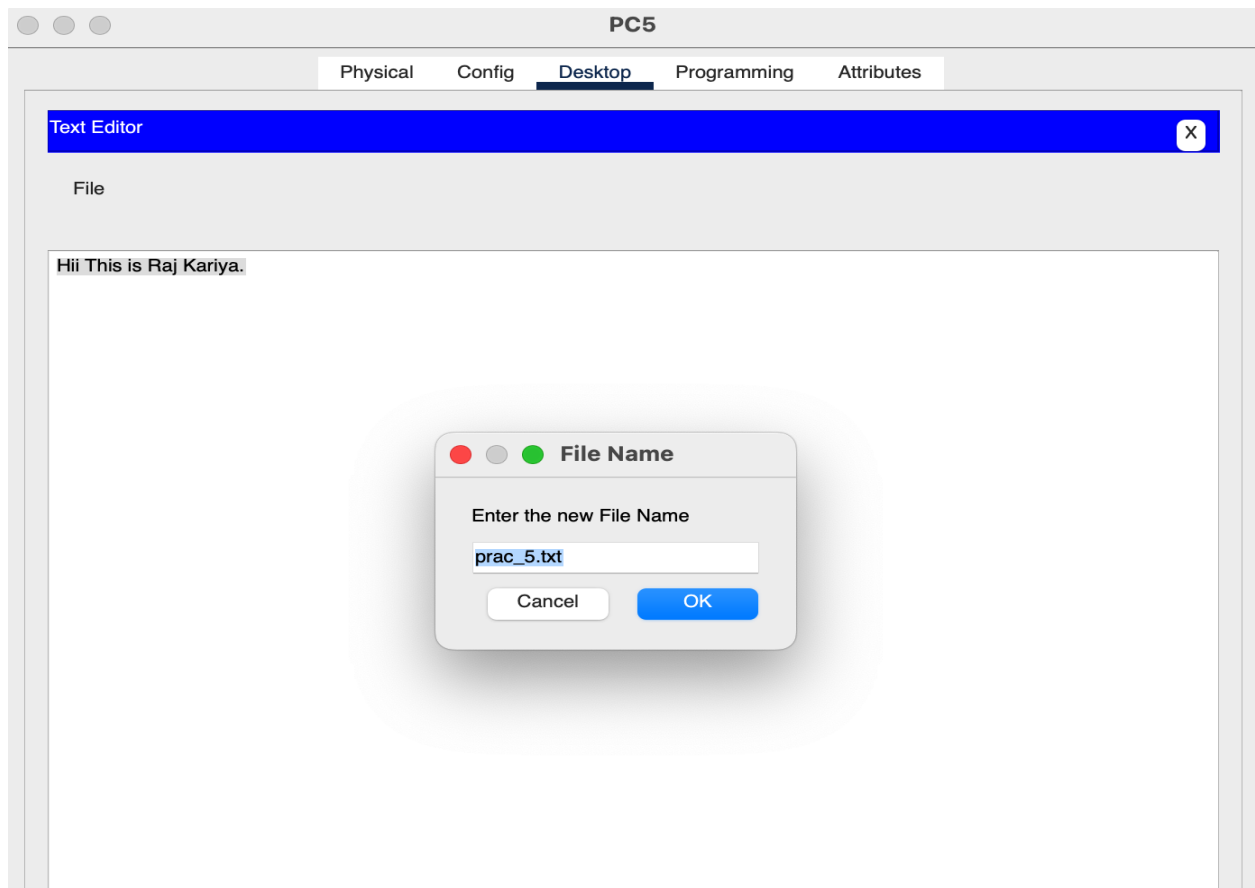 PC5
Physical Config Desktop Programming Attributes
Text Editor X
File
Hii This is Raj Kariya.
File Name
Enter the new File Name
prac_5.txt
Cancel OK